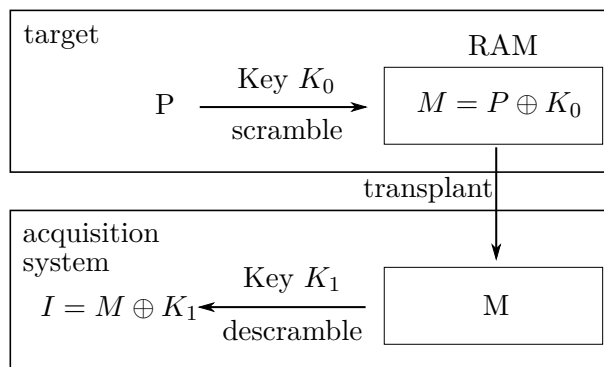 target
RAM
P
Key K₀
scramble
M = P ⊕ K₀
transplant
acquisition
system
I = M ⊕ K₁
Key K₁
descramble
M